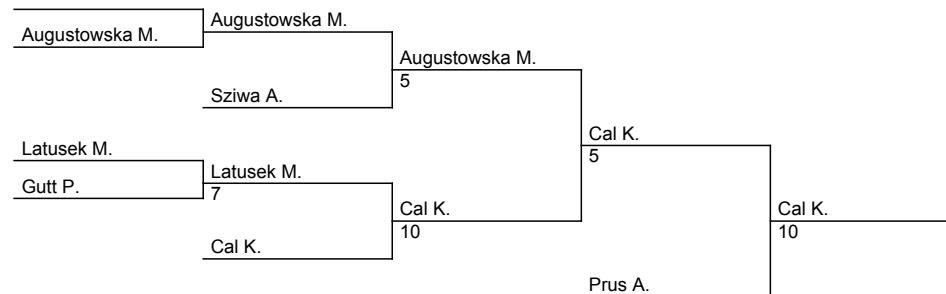 Augustowska M.
Augustowska M.
Augustowska M.
5
Sziwa A.
Cal K.
5
Latusek M.
Latusek M.
7
Gutt P.
Cal K.
10
Cal K.
10
Cal K.
Prus A.